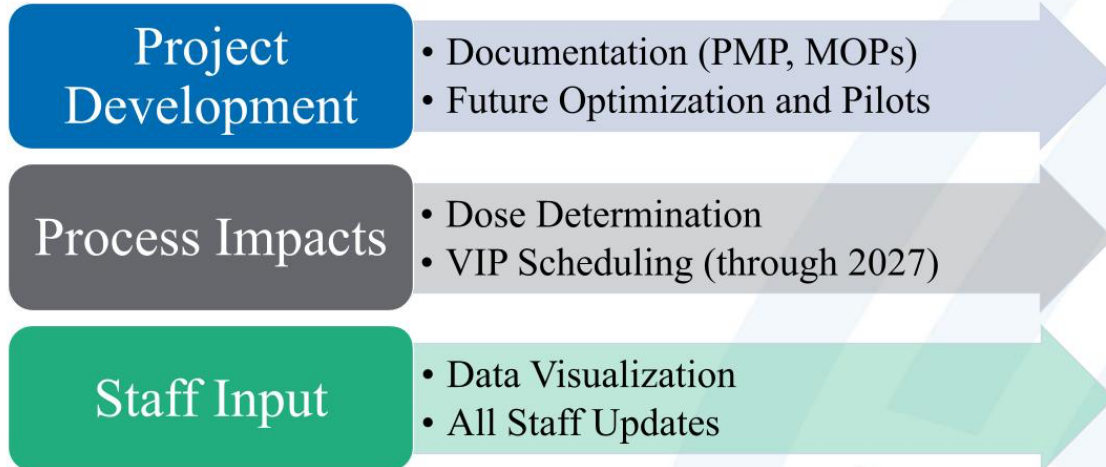 Project
Development
• Documentation (PMP, MOPs)
• Future Optimization and Pilots
Process Impacts
• Dose Determination
• VIP Scheduling (through 2027)
Staff Input
• Data Visualization
• All Staff Updates